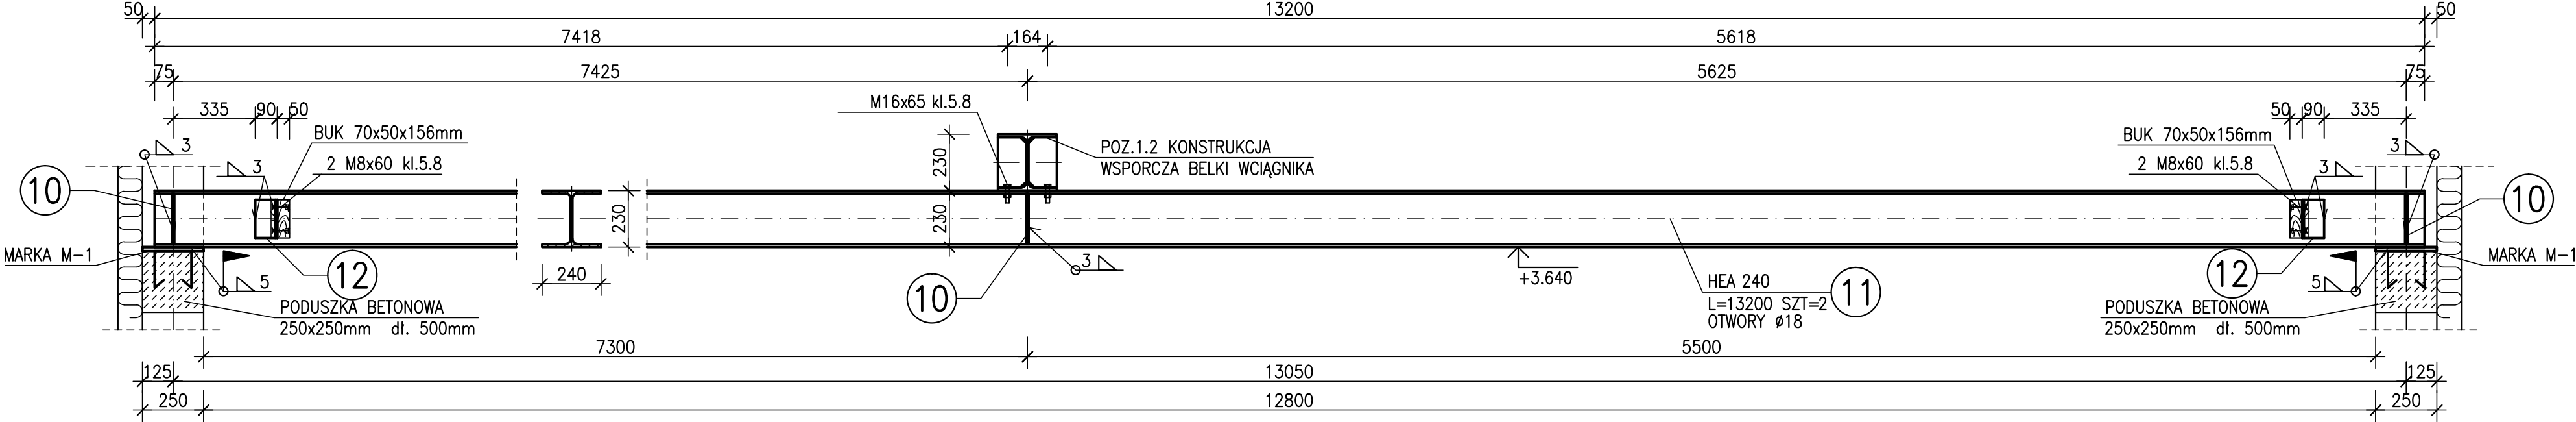 50 13200 50
7418 164 5618
75 7425 5625 75
335 90 50
M16x65 kl.5.8
50 90 335
BUK 70x50x156mm
2 M8x60 kl.5.8
3
3
10
230
POZ.1.2 KONSTRUKCJA
WSPORCZA BELKI WCIĄGNIKA
BUK 70x50x156mm
2 M8x60 kl.5.8
3
3
10
230
230
MARKA M-1
12
5
240
PODUSZKA BETONOWA
250x250mm dł. 500mm
10
3
+3.640
HEA 240
L=13200 SZT=2
OTWORY ø18
11
12
5
MARKA M-1
PODUSZKA BETONOWA
250x250mm dł. 500mm
7300 5500
125 13050 125
250 12800 250